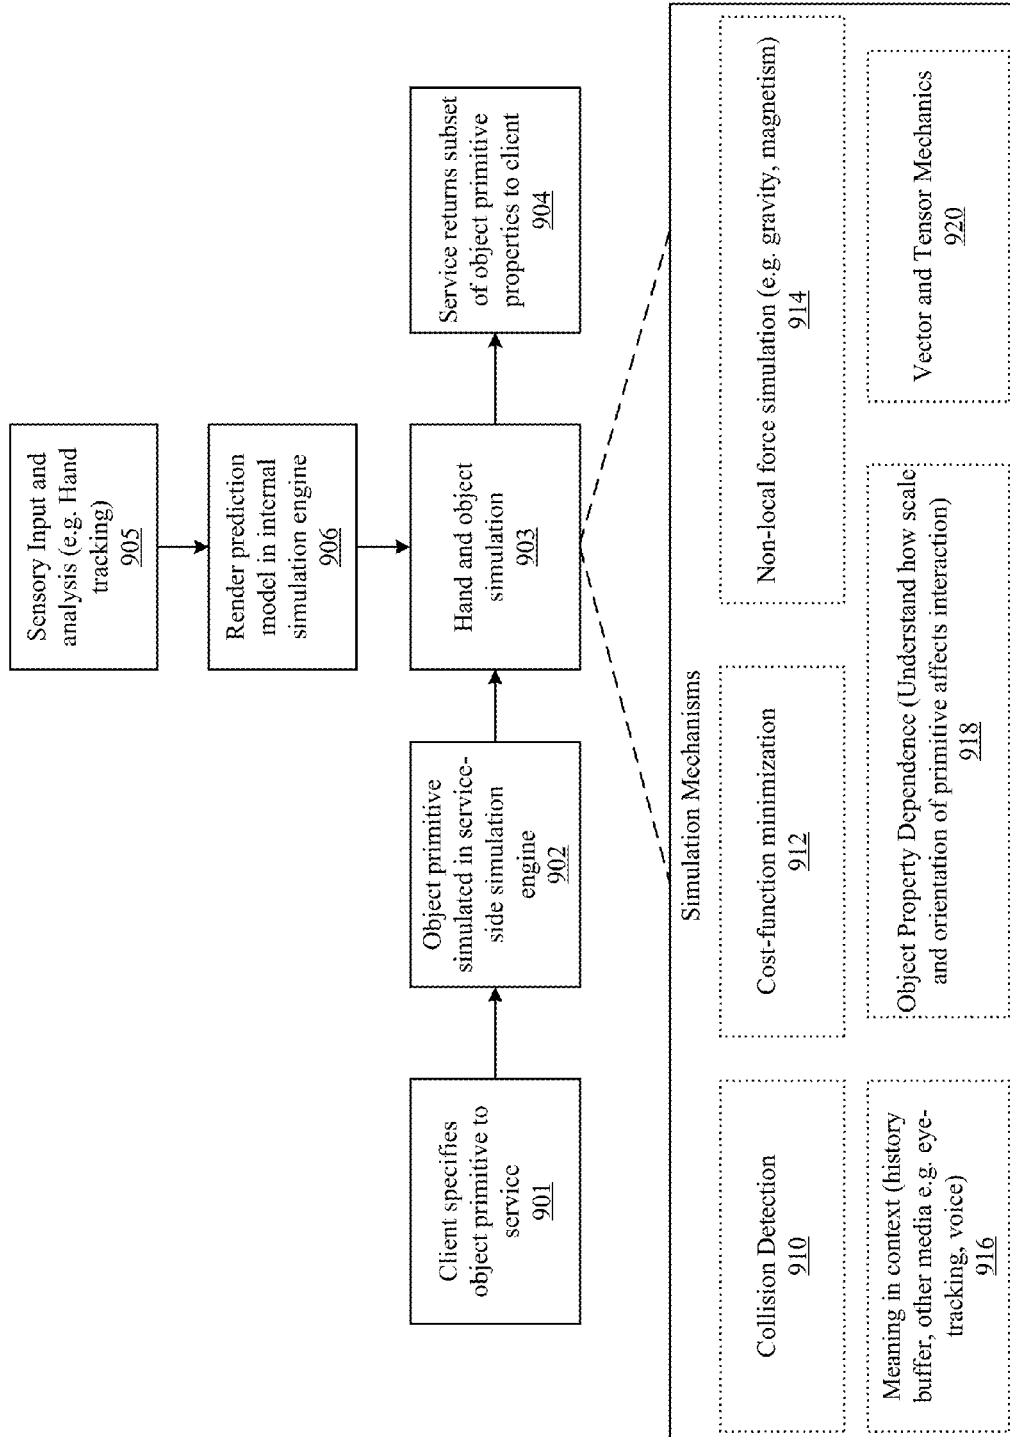 Sensory Input and
analysis (e.g. Hand
tracking)
905
Render prediction
model in internal
simulation engine
906
Client specifies
object primitive to
service
901
Object primitive
simulated in service-
side simulation
engine
902
Hand and object
simulation
903
Service returns subset
of object primitive
properties to client
904
Simulation Mechanisms
Collision Detection
910
Cost-function minimization
912
Non-local force simulation (e.g. gravity, magnetism)
914
Meaning in context (history
buffer, other media e.g. eye-
tracking, voice)
916
Object Property Dependence (Understand how scale
and orientation of primitive affects interaction)
918
Vector and Tensor Mechanics
920